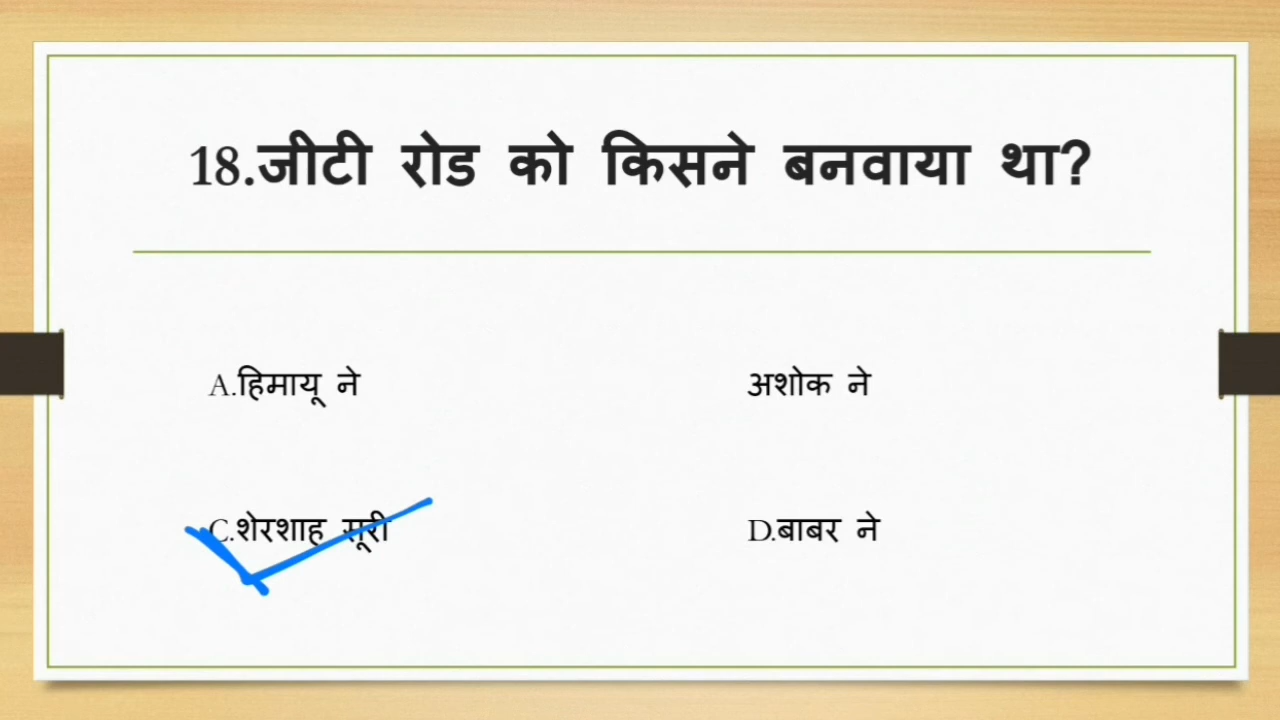 18.जीटी रोड को किसने बनवाया था?
A.हिमायू ने
अशोक ने
C.शेरशाह सूरी
D.बाबर ने